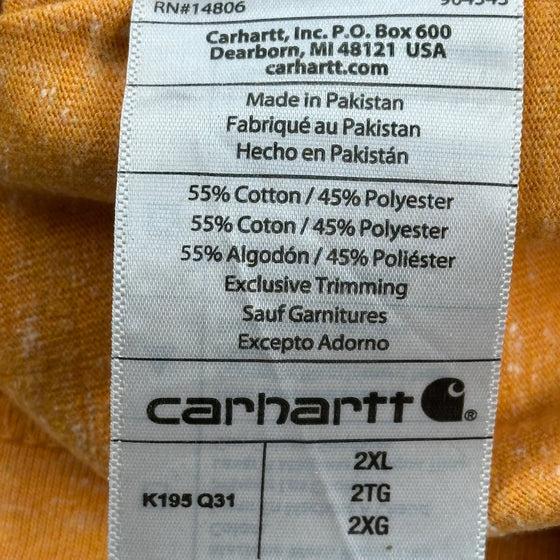 RN#14806
Carhartt, Inc. P.O. Box 600
Dearborn, MI 48121 USA
carhartt.com
Made in Pakistan
Fabriqué au Pakistan
Hecho en Pakistán
55% Cotton / 45% Polyester
55% Coton / 45% Polyester
55% Algodón / 45% Poliéster
Exclusive Trimming
Sauf Garnitures
Excepto Adorno
carhartt ®
K195 Q31
2XL
2TG
2XG